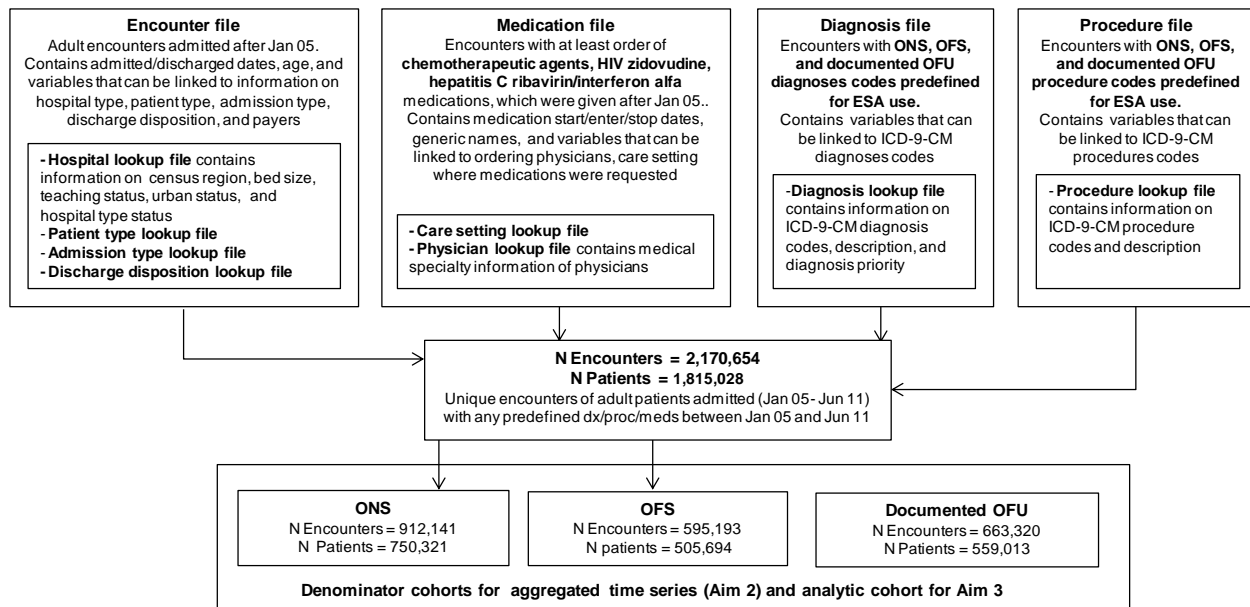 Encounter file
Adult encounters admitted after Jan 05.
Contains admitted/discharged dates, age, and
variables that can be linked to information on
hospital type, patient type, admission type,
discharge disposition, and payers
- Hospital lookup file contains
information on census region, bed size,
teaching status, urban status, and
hospital type status
- Patient type lookup file
- Admission type lookup file
- Discharge disposition lookup file
Medication file
Encounters with at least order of
chemotherapeutic agents, HIV zidovudine,
hepatitis C ribavirin/interferon alfa
medications, which were given after Jan 05..
Contains medication start/enter/stop dates,
generic names, and variables that can be
linked to ordering physicians, care setting
where medications were requested
- Care setting lookup file
- Physician lookup file contains medical
specialty information of physicians
Diagnosis file
Encounters with ONS, OFS,
and documented OFU
diagnoses codes predefined
for ESA use.
Contains variables that can
be linked to ICD-9-CM
diagnoses codes
-Diagnosis lookup file
contains information on
ICD-9-CM diagnosis
codes, description, and
diagnosis priority
Procedure file
Encounters with ONS, OFS,
and documented OFU
procedure codes predefined
for ESA use.
Contains variables that can
be linked to ICD-9-CM
procedures codes
- Procedure lookup file
contains information on
ICD-9-CM procedure
codes and description
N Encounters = 2,170,654
N Patients = 1,815,028
Unique encounters of adult patients admitted (Jan 05- Jun 11)
with any predefined dx/proc/meds between Jan 05 and Jun 11
ONS
N Encounters = 912,141
N Patients = 750,321
OFS
N Encounters = 595,193
N patients = 505,694
Documented OFU
N Encounters = 663,320
N Patients = 559,013
Denominator cohorts for aggregated time series (Aim 2) and analytic cohort for Aim 3